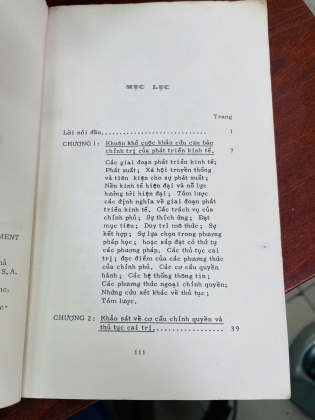 MỤC LỤC
Trang
Lời nói đầu. 1
CHƯƠNG 1: Khuôn khổ cuộc khảo cứu căn bản
chính trị của phát triển kinh tế. 7
Các giai đoạn phát triển kinh tế;
Phát xuất; Xã hội truyền thống
và tiên kiện cho sự phát xuất;
Nền kinh tế hiện đại và nỗ lực
hướng tới hiện đại; Tóm lược
các định nghĩa về giai đoạn kinh
tế. Các trách vụ của
chính phủ; Sự thích ứng; Đạt
mục tiêu; Duy trì mô thức; Sự
kết hợp; Sự lựa chọn trong phương
pháp học; hoặc sắp đặt có thứ tự
các phương pháp. Các thủ tục cai
trị; đặc điểm của các phương thức
của chính phủ. Các cơ cấu quyền
hành; Các hệ thống thông tin;
Các phương thức ngoại chính quyền;
Những cứu xét khác về thủ tục;
Tóm lược.
CHƯƠNG 2: Khảo sát về cơ cấu chính quyền và
thủ tục cai trị. 39
111
MENT
S, A.
nc.